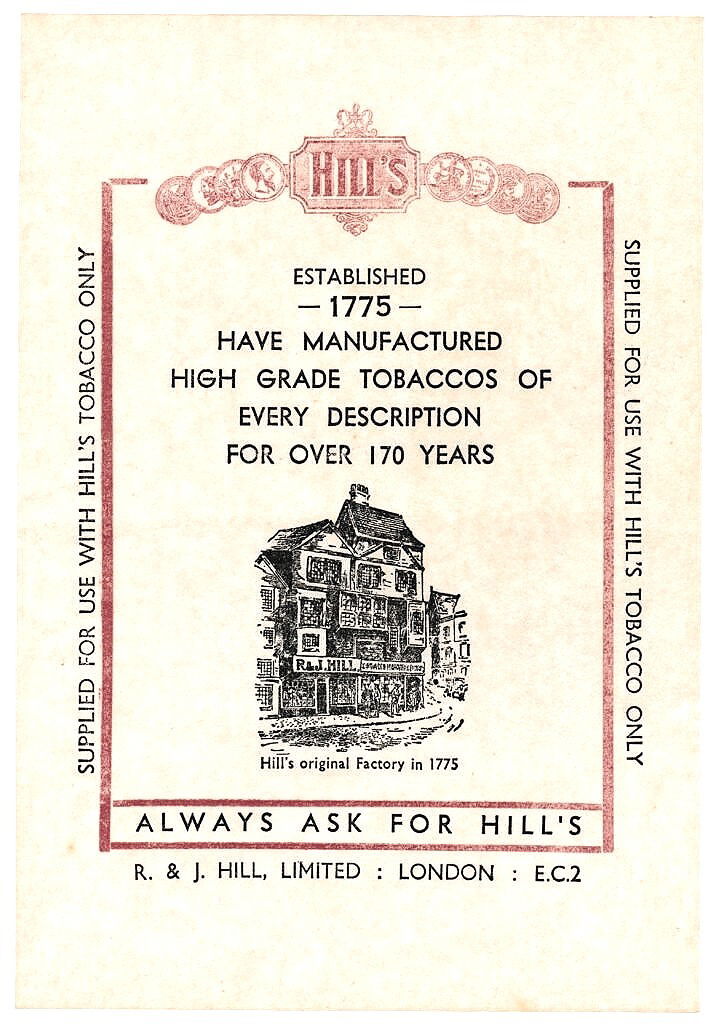 HILL'S
ESTABLISHED
— 1775 —
HAVE MANUFACTURED
HIGH GRADE TOBACCOS OF
EVERY DESCRIPTION
FOR OVER 170 YEARS
R & J. HILL
Hill's original Factory in 1775
ALWAYS ASK FOR HILL'S
R. & J. HILL, LIMITED : LONDON : E.C.2
SUPPLIED FOR USE WITH HILL'S TOBACCO ONLY
SUPPLIED FOR USE WITH HILL'S TOBACCO ONLY